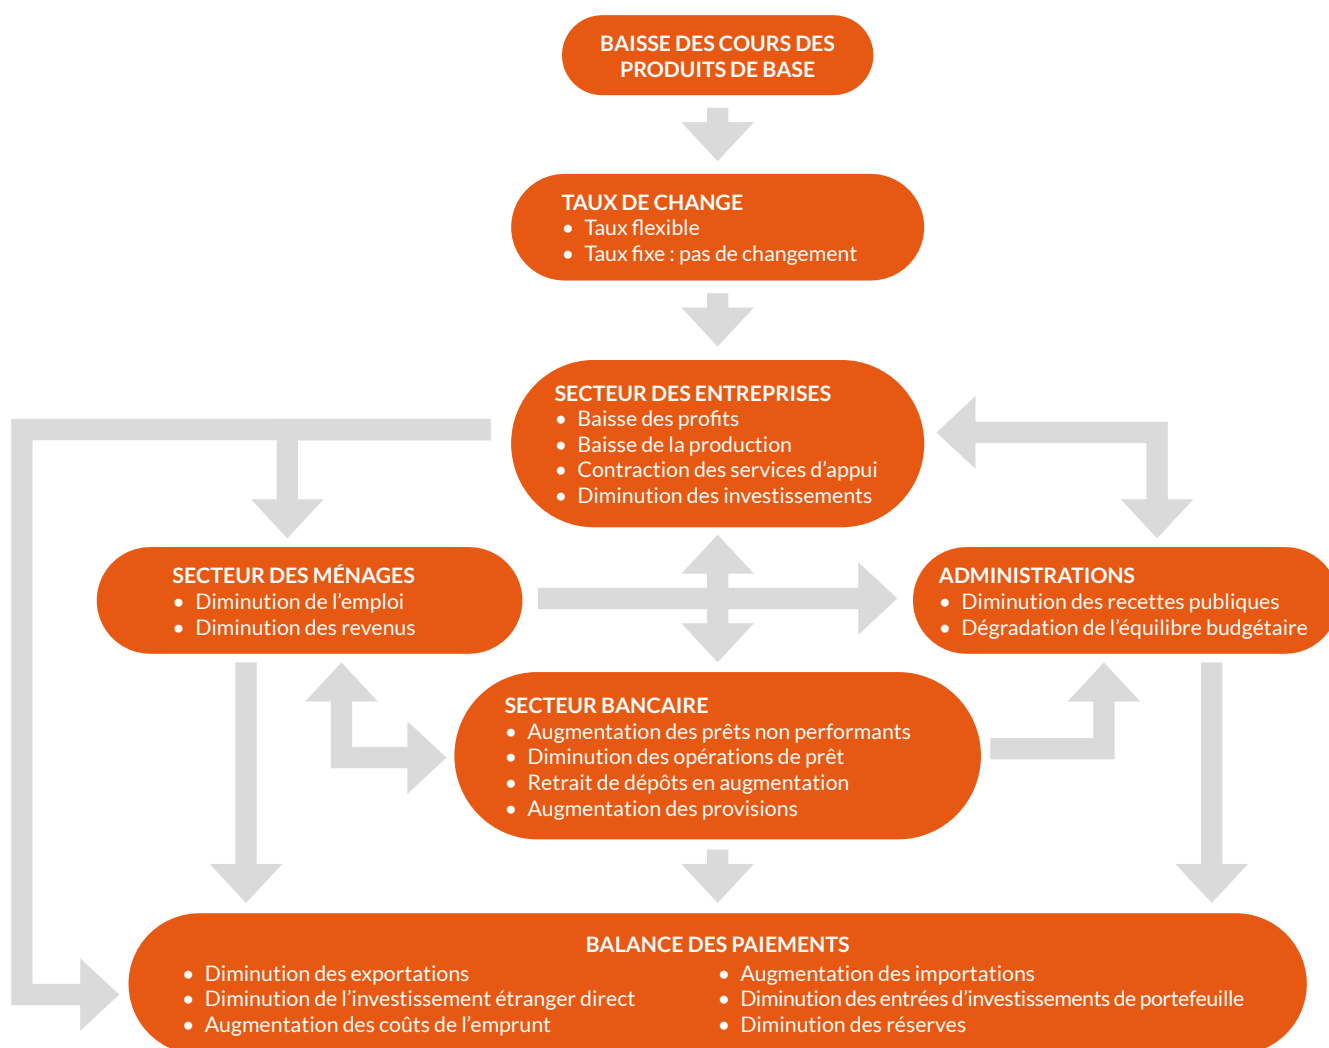 BAISSE DES COURS DES
PRODUITS DE BASE
TAUX DE CHANGE
• Taux flexible
• Taux fixe : pas de changement
SECTEUR DES ENTREPRISES
• Baisse des profits
• Baisse de la production
• Contraction des services d’appui
• Diminution des investissements
SECTEUR DES MÉNAGES
• Diminution de l’emploi
• Diminution des revenus
ADMINISTRATIONS
• Diminution des recettes publiques
• Dégradation de l’équilibre budgétaire
SECTEUR BANCAIRE
• Augmentation des prêts non performants
• Diminution des opérations de prêt
• Retrait de dépôts en augmentation
• Augmentation des provisions
BALANCE DES PAIEMENTS
• Diminution des exportations
• Diminution de l’investissement étranger direct
• Augmentation des coûts de l’emprunt
• Augmentation des importations
• Diminution des entrées d’investissements de portefeuille
• Diminution des réserves